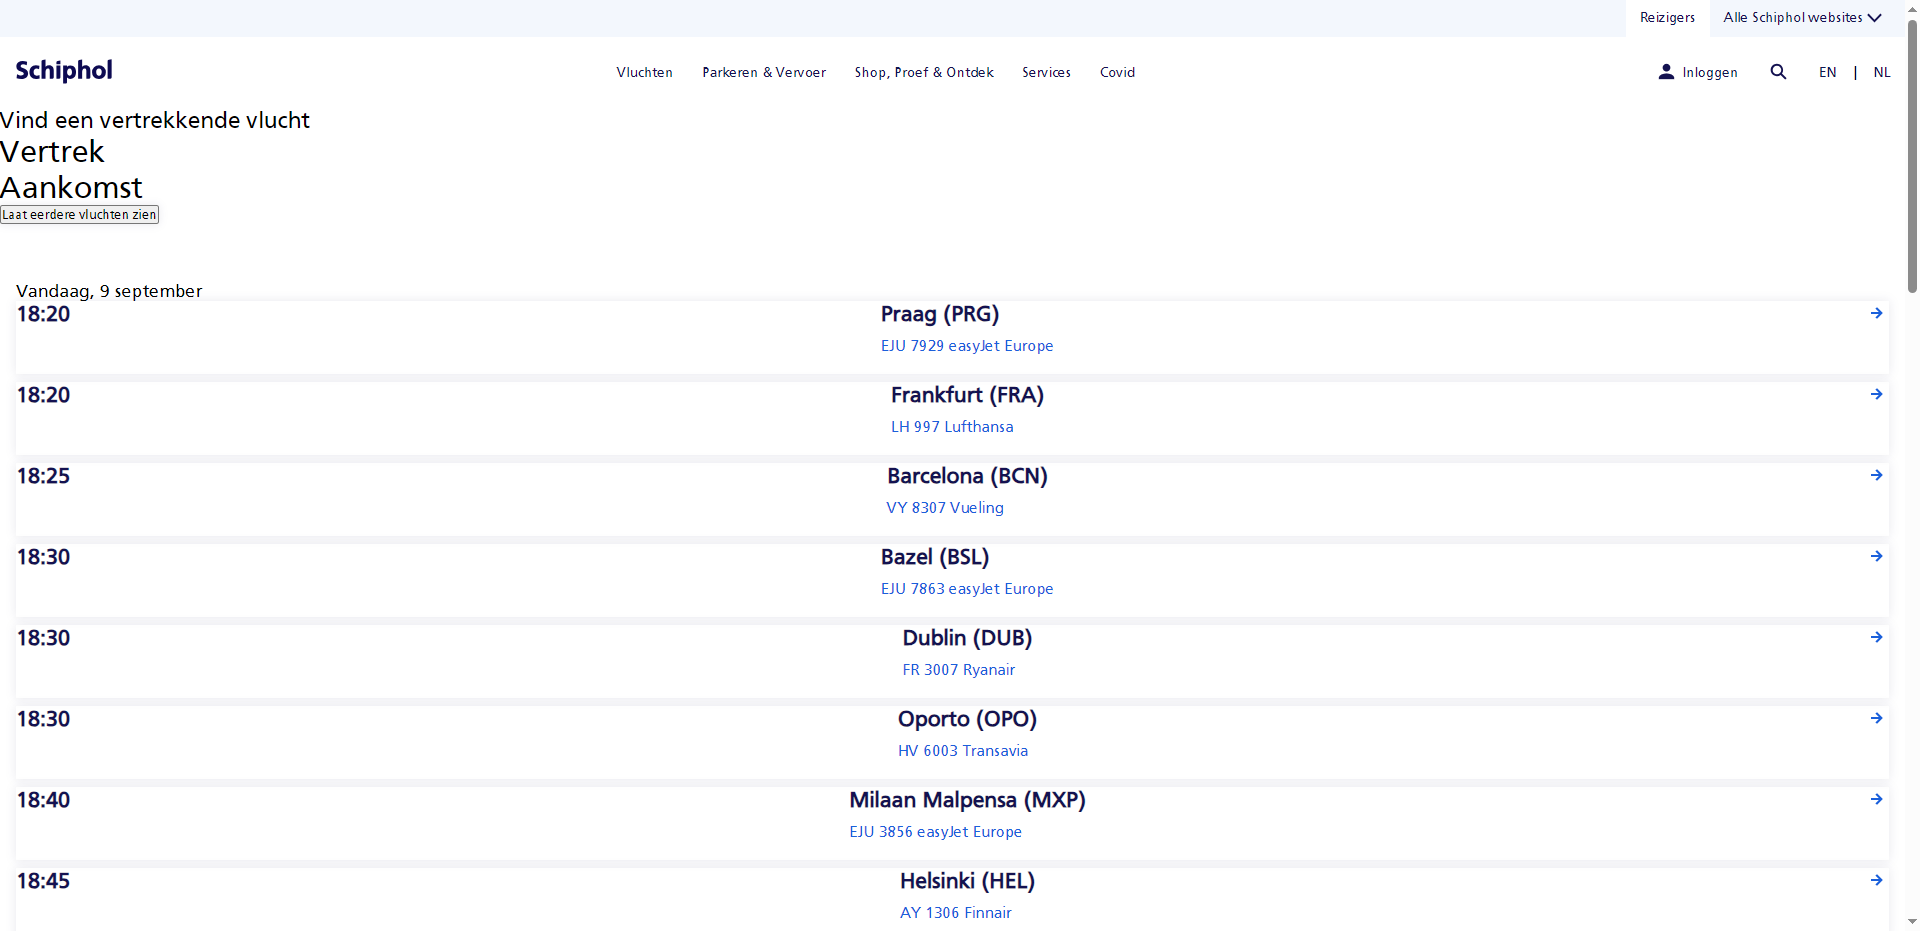 Reizigers
Alle Schiphol websites
Schiphol
Vluchten
Parkeren & Vervoer
Shop, Proef & Ontdek
Services
Covid
Inloggen
EN | NL
Vind een vertrekkende vlucht
Vertrek
Aankomst
Laat eerdere vluchten zien
Vandaag, 9 september
18:20
Praag (PRG)
EJU 7929 easyJet Europe
18:20
Frankfurt (FRA)
LH 997 Lufthansa
18:25
Barcelona (BCN)
VY 8307 Vueling
18:30
Bazel (BSL)
EJU 7863 easyJet Europe
18:30
Dublin (DUB)
FR 3007 Ryanair
18:30
Oporto (OPO)
HV 6003 Transavia
18:40
Milaan Malpensa (MXP)
EJU 3856 easyJet Europe
18:45
Helsinki (HEL)
AY 1306 Finnair